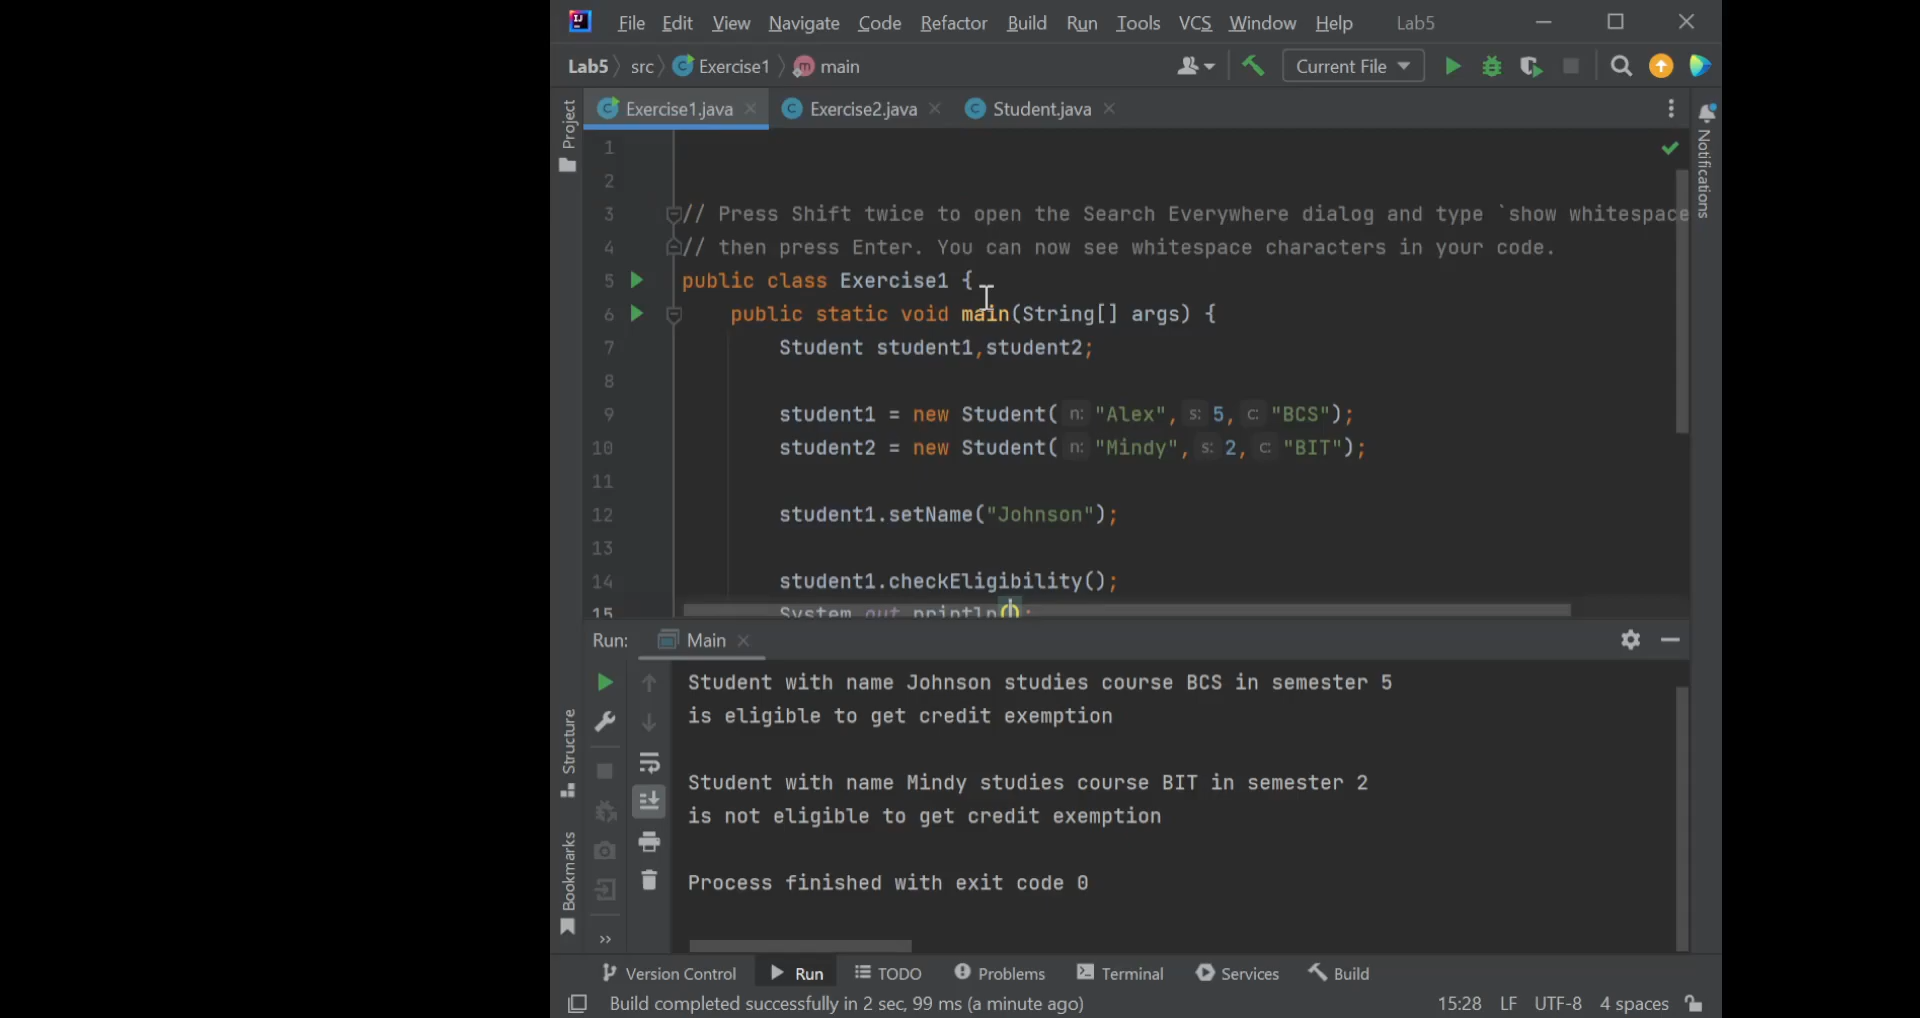 File Edit View Navigate Code Refactor Build Run Tools VCS Window Help Lab5
Lab5 src Exercise1 main Current File
Exercise1.java Exercise2.java Student.java
Project
Notifications
1
2
3 // Press Shift twice to open the Search Everywhere dialog and type `show whitespace
4 // then press Enter. You can now see whitespace characters in your code.
5 public class Exercise1 {
6 public static void main(String[] args) {
7 Student student1,student2;
8
9 student1 = new Student( n: "Alex", s: 5, c: "BCS");
10 student2 = new Student( n: "Mindy", s: 2, c: "BIT");
11
12 student1.setName("Johnson");
13
14 student1.checkEligibility();
15 System.out.println();
Run: Main
Student with name Johnson studies course BCS in semester 5
is eligible to get credit exemption
Student with name Mindy studies course BIT in semester 2
is not eligible to get credit exemption
Process finished with exit code 0
Structure
Bookmarks
Version Control Run TODO Problems Terminal Services Build
Build completed successfully in 2 sec, 99 ms (a minute ago) 15:28 LF UTF-8 4 spaces